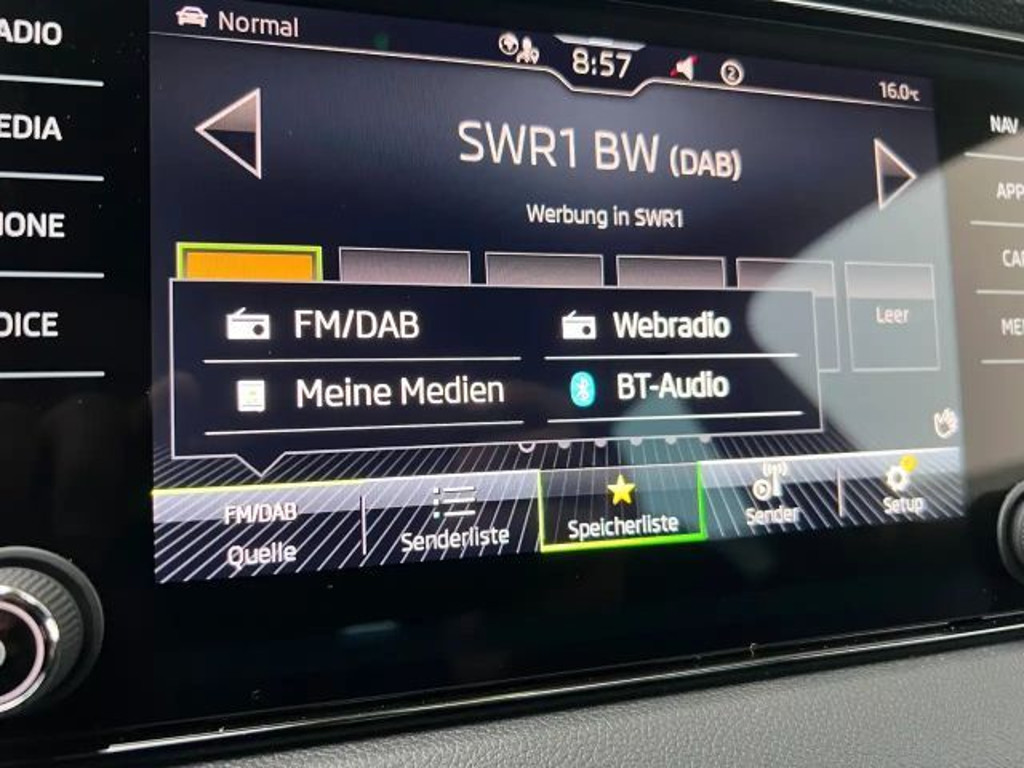 Normal
8:57
2
16.0°C
SWR1 BW (DAB)
Werbung in SWR1
Leer
FM/DAB
Webradio
Meine Medien
BT-Audio
FM/DAB
Quelle
Senderliste
Speicherliste
Sender
Setup
ADIO
EDIA
IONE
OICE
NAV
APP
CA
ME